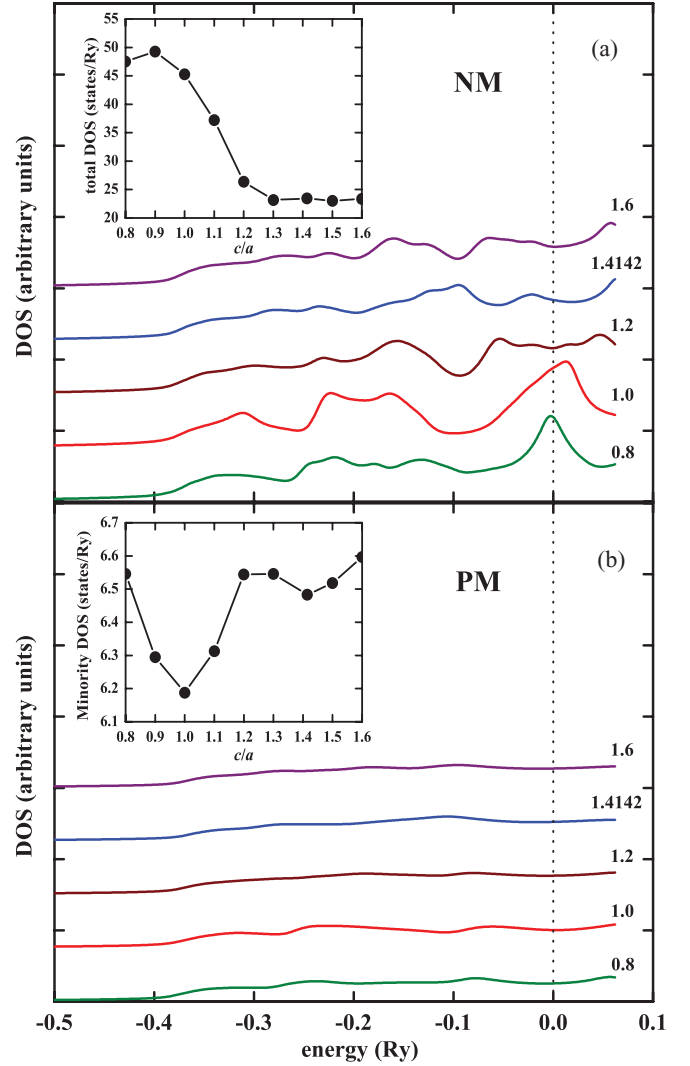 (a)
NM
total DOS (states/Ry)
55
50
45
40
35
30
25
20
0.8 0.9 1.0 1.1 1.2 1.3 1.4 1.5 1.6
c/a
DOS (arbitrary units)
1.6
1.4142
1.2
1.0
0.8
(b)
PM
Minority DOS (states/Ry)
6.7
6.6
6.5
6.4
6.3
6.2
6.1
0.8 0.9 1.0 1.1 1.2 1.3 1.4 1.5 1.6
c/a
DOS (arbitrary units)
1.6
1.4142
1.2
1.0
0.8
-0.5 -0.4 -0.3 -0.2 -0.1 0.0 0.1
energy (Ry)